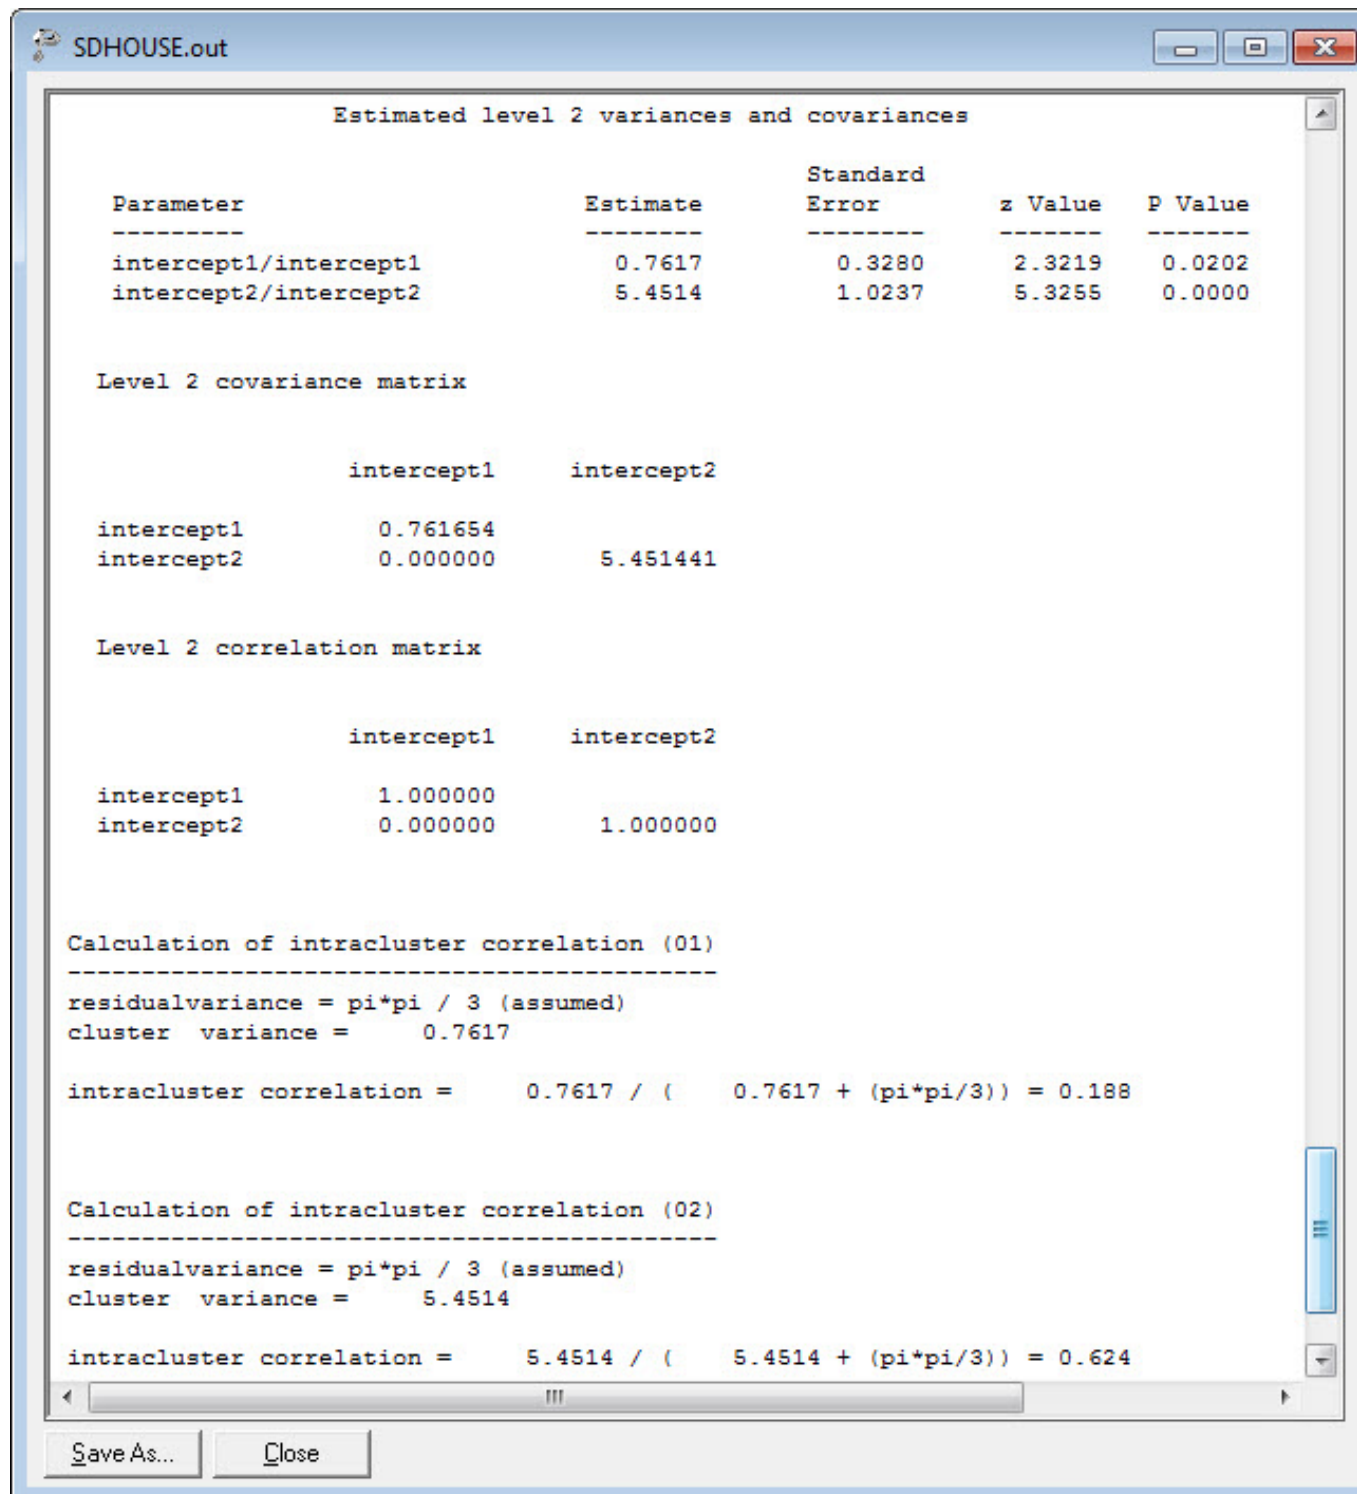 SDHOUSE.out
Estimated level 2 variances and covariances
Standard
Parameter Estimate Error z Value P Value
--------- -------- -------- ------- -------
intercept1/intercept1 0.7617 0.3280 2.3219 0.0202
intercept2/intercept2 5.4514 1.0237 5.3255 0.0000
Level 2 covariance matrix
intercept1 intercept2
intercept1 0.761654
intercept2 0.000000 5.451441
Level 2 correlation matrix
intercept1 intercept2
intercept1 1.000000
intercept2 0.000000 1.000000
Calculation of intracluster correlation (01)
--------------------------------------------
residualvariance = pi*pi / 3 (assumed)
cluster variance = 0.7617
intracluster correlation = 0.7617 / ( 0.7617 + (pi*pi/3)) = 0.188
Calculation of intracluster correlation (02)
--------------------------------------------
residualvariance = pi*pi / 3 (assumed)
cluster variance = 5.4514
intracluster correlation = 5.4514 / ( 5.4514 + (pi*pi/3)) = 0.624
Save As... Close